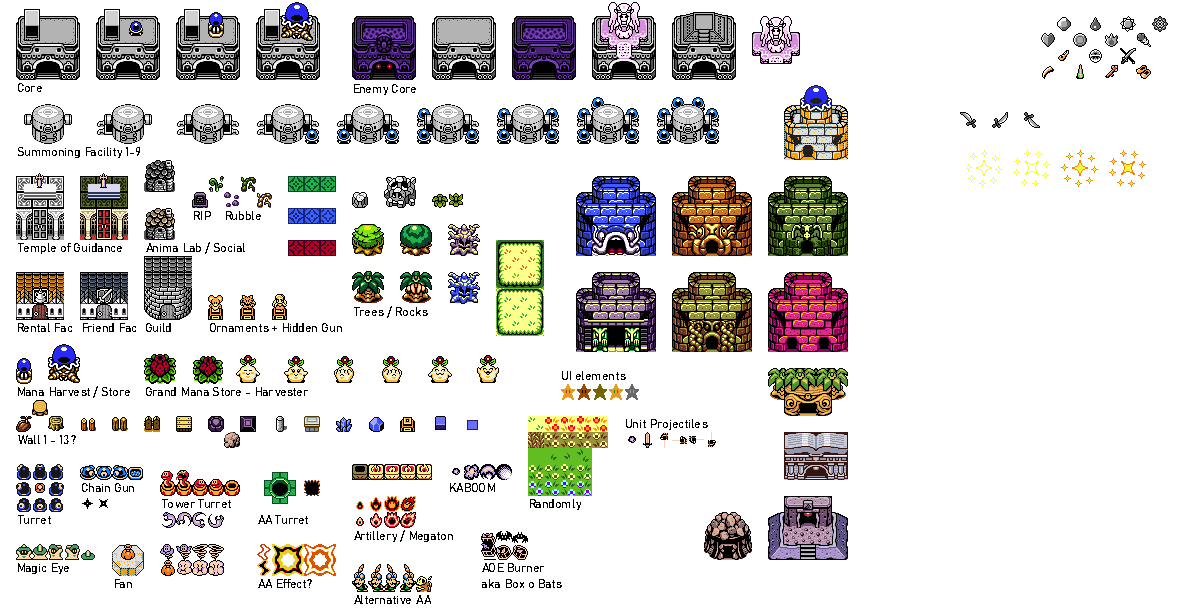 Core
Enemy Core
Summoning Facility 1-9
RIP
Rubble
Temple of Guidance
Anima Lab / Social
Rental Fac
Friend Fac
Guild
Ornaments + Hidden Gun
Trees / Rocks
Mana Harvest / Store
Grand Mana Store - Harvester
UI elements
Wall 1 - 13?
Unit Projectiles
Chain Gun
KABOOM
Randomly
Tower Turret
Turret
AA Turret
Artillery / Megaton
Magic Eye
Fan
AA Effect?
AOE Burner
aka Box o Bats
Alternative AA